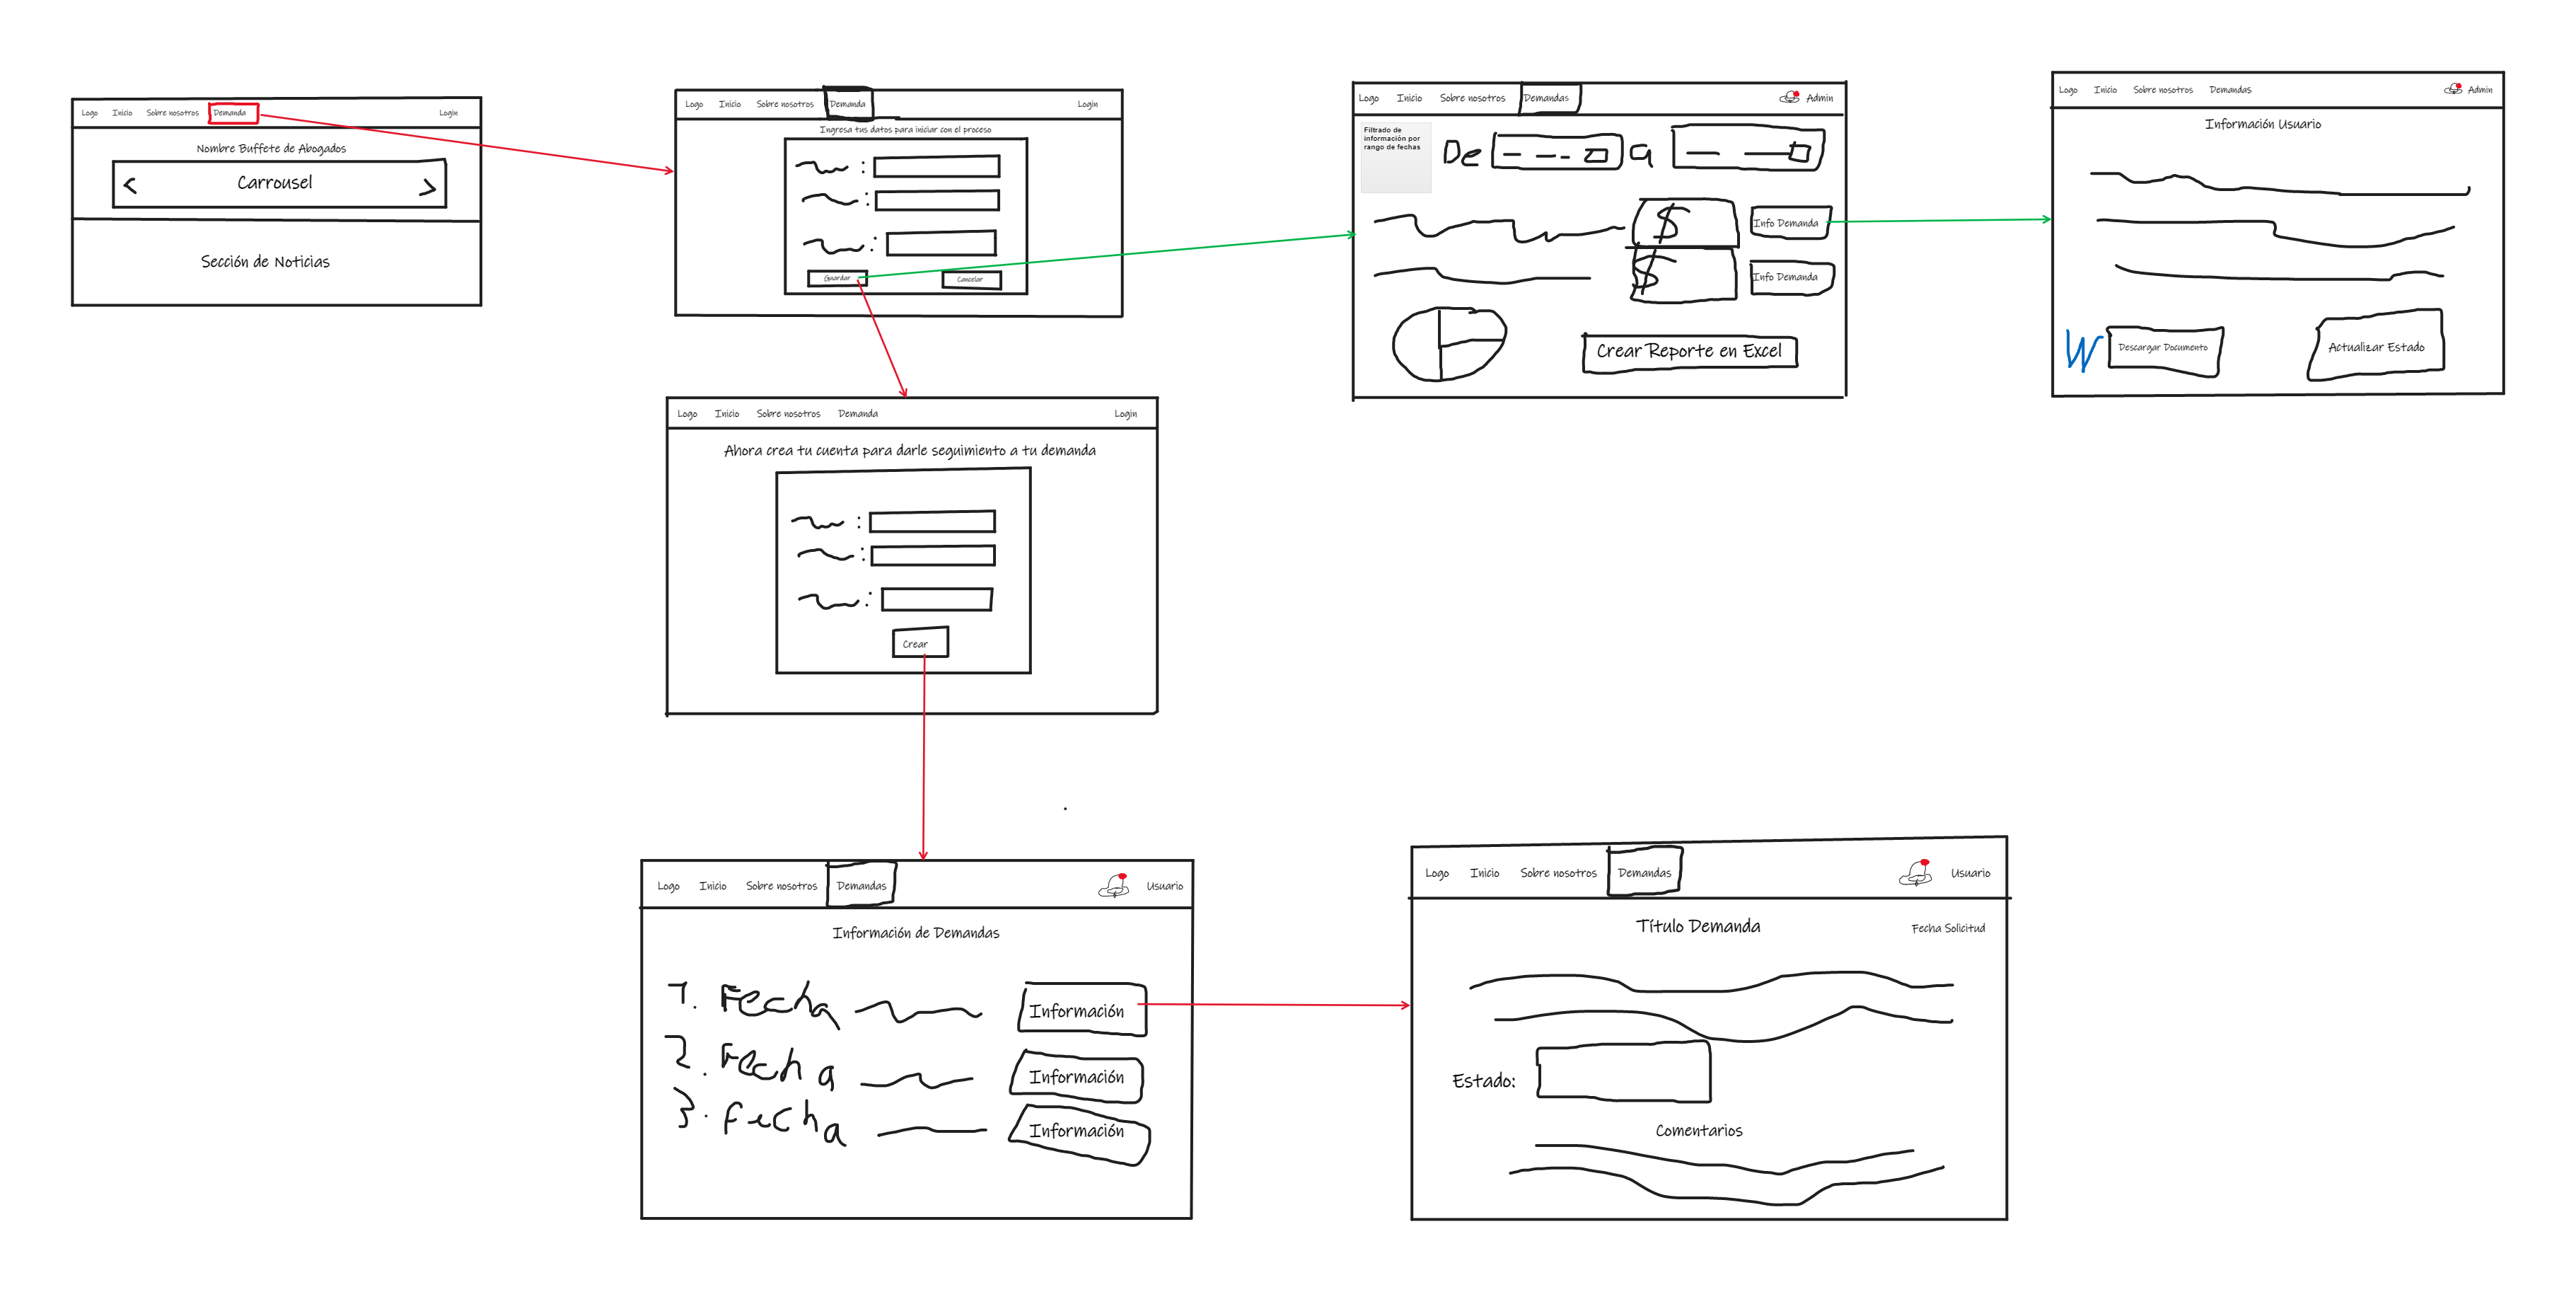 Logo Inicio Sobre nosotros Demanda Login
Nombre Buffete de Abogados
< Carrousel >
Sección de Noticias
Logo Inicio Sobre nosotros Demanda Login
Ingresa tus datos para iniciar con el proceso
:
:
:
Guardar Cancelar
Logo Inicio Sobre nosotros Demandas Admin
Filtrado de
información por
rango de fechas
De a
$ Info Demanda
$ Info Demanda
Crear Reporte en Excel
Logo Inicio Sobre nosotros Demandas Admin
Información Usuario
W Descargar Documento Actualizar Estado
Logo Inicio Sobre nosotros Demanda Login
Ahora crea tu cuenta para darle seguimiento a tu demanda
:
:
:
Crear
Logo Inicio Sobre nosotros Demandas Usuario
Información de Demandas
1. Fecha Información
2. Fecha Información
3. Fecha Información
Logo Inicio Sobre nosotros Demandas Usuario
Título Demanda Fecha Solicitud
Estado:
Comentarios